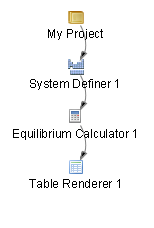 My Project
System Definer 1
Equilibrium Calculator 1
Table Renderer 1